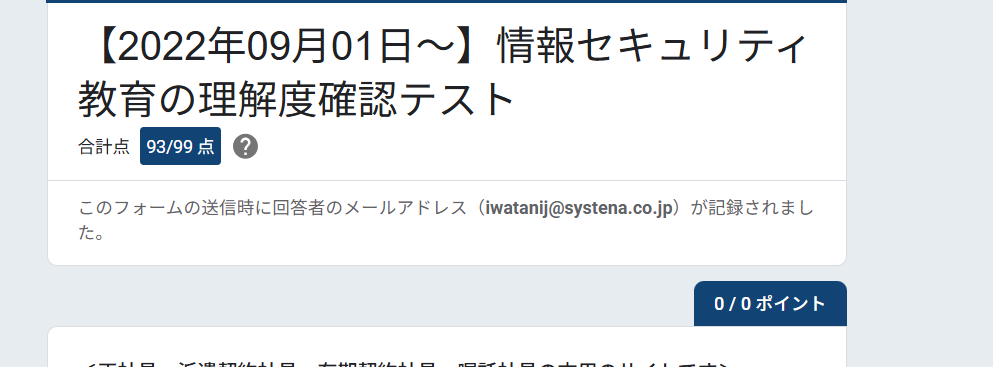 【2022年09月01日～】情報セキュリティ
教育の理解度確認テスト
合計点 93/99 点 ?
このフォームの送信時に回答者のメールアドレス（iwatanij@systena.co.jp）が記録されまし
た。
0 / 0 ポイント